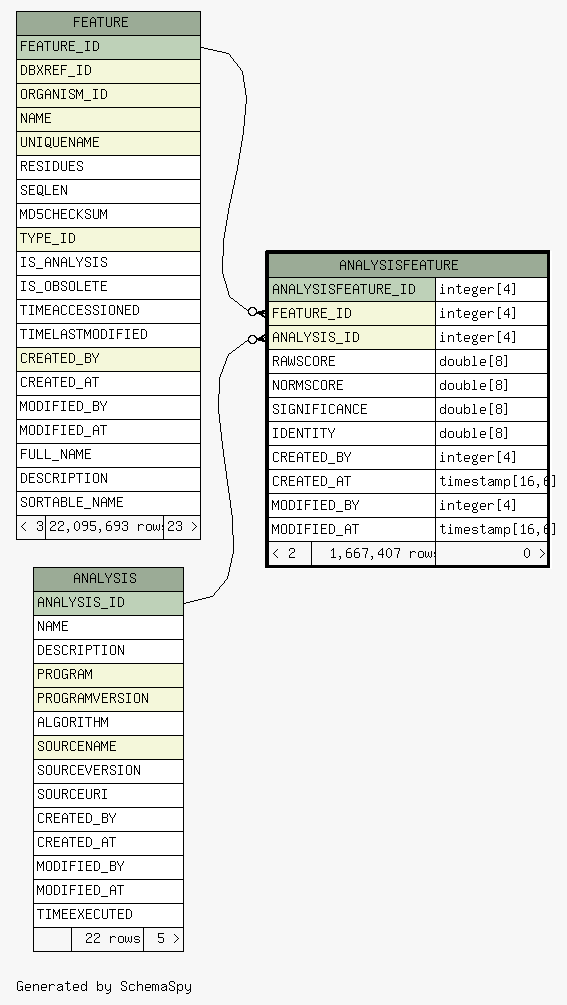 FEATURE
FEATURE_ID
DBXREF_ID
ORGANISM_ID
NAME
UNIQUENAME
RESIDUES
SEQLEN
MD5CHECKSUM
TYPE_ID
IS_ANALYSIS
IS_OBSOLETE
TIMEACCESSIONED
TIMELASTMODIFIED
CREATED_BY
CREATED_AT
MODIFIED_BY
MODIFIED_AT
FULL_NAME
DESCRIPTION
SORTABLE_NAME
< 3 22,095,693 rows 23 >
ANALYSISFEATURE
ANALYSISFEATURE_ID integer[4]
FEATURE_ID integer[4]
ANALYSIS_ID integer[4]
RAWSCORE double[8]
NORMSCORE double[8]
SIGNIFICANCE double[8]
IDENTITY double[8]
CREATED_BY integer[4]
CREATED_AT timestamp[16,6]
MODIFIED_BY integer[4]
MODIFIED_AT timestamp[16,6]
< 2 1,667,407 rows 0 >
ANALYSIS
ANALYSIS_ID
NAME
DESCRIPTION
PROGRAM
PROGRAMVERSION
ALGORITHM
SOURCENAME
SOURCEVERSION
SOURCEURI
CREATED_BY
CREATED_AT
MODIFIED_BY
MODIFIED_AT
TIMEEXECUTED
22 rows 5 >
Generated by SchemaSpy